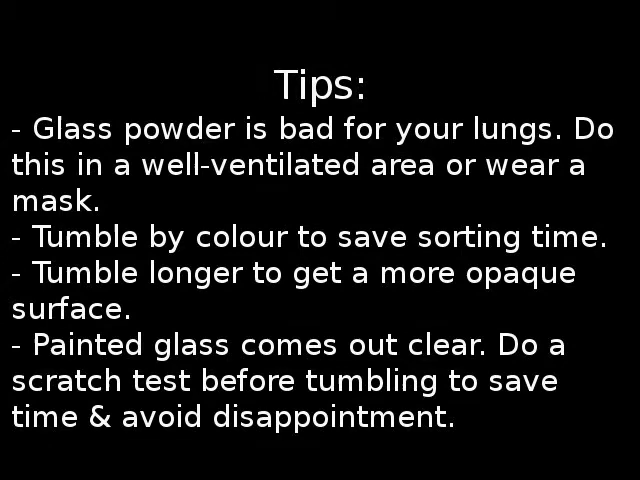 Tips:
- Glass powder is bad for your lungs. Do
this in a well-ventilated area or wear a
mask.
- Tumble by colour to save sorting time.
- Tumble longer to get a more opaque
surface.
- Painted glass comes out clear. Do a
scratch test before tumbling to save
time & avoid disappointment.